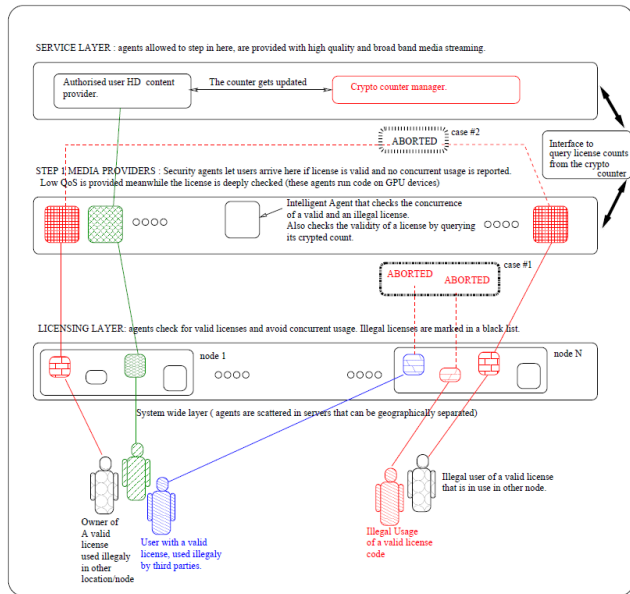 SERVICE LAYER : agents allowed to step in here, are provided with high quality and broad band media streaming.
Authorised user HD content
provider.
The counter gets updated
Crypto counter manager.
ABORTED
case #2
Interface to
query license counts
from the crypto
counter
STEP 1 MEDIA PROVIDERS : Security agents let users arrive here if license is valid and no concurrent usage is reported.
Low QoS is provided meanwhile the license is deeply checked (these agents run code on GPU devices)
Intelligent Agent that checks the concurrence
of a valid and an illegal license.
Also checks the validity of a license by querying
its crypted count.
case #1
ABORTED
ABORTED
LICENSING LAYER: agents check for valid licenses and avoid concurrent usage. Illegal licenses are marked in a black list.
node 1
node N
System wide layer ( agents are scattered in servers that can be geographically separated)
Owner of
A valid
license
used illegaly
in other
location/node
User with a valid
license, used illegaly
by third parties.
Illegal Usage
of a valid license
code
Illegal user of a valid license
that is in use in other node.